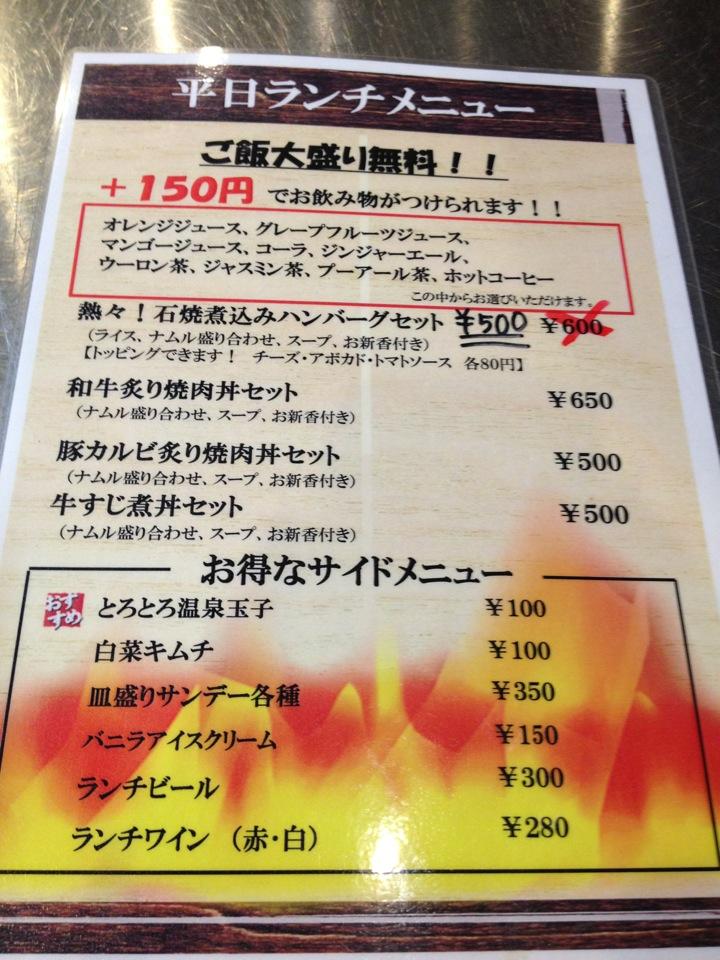 平日ランチメニュー
ご飯大盛り無料！！
＋150円 でお飲み物がつけられます！！
オレンジジュース、グレープフルーツジュース、
マンゴージュース、コーラ、ジンジャーエール、
ウーロン茶、ジャスミン茶、プーアール茶、ホットコーヒー
この中からお選びいただけます。
熱々！石焼煮込みハンバーグセット ¥500 ¥600
（ライス、ナムル盛り合わせ、スープ、お新香付き）
【トッピングできます！ チーズ・アボカド・トマトソース 各80円】
和牛炙り焼肉丼セット ¥650
（ナムル盛り合わせ、スープ、お新香付き）
豚カルビ炙り焼肉丼セット ¥500
（ナムル盛り合わせ、スープ、お新香付き）
牛すじ煮丼セット ¥500
（ナムル盛り合わせ、スープ、お新香付き）
お得なサイドメニュー
おすすめ とろとろ温泉玉子 ¥100
白菜キムチ ¥100
皿盛りサンデー各種 ¥350
バニラアイスクリーム ¥150
ランチビール ¥300
ランチワイン （赤・白） ¥280